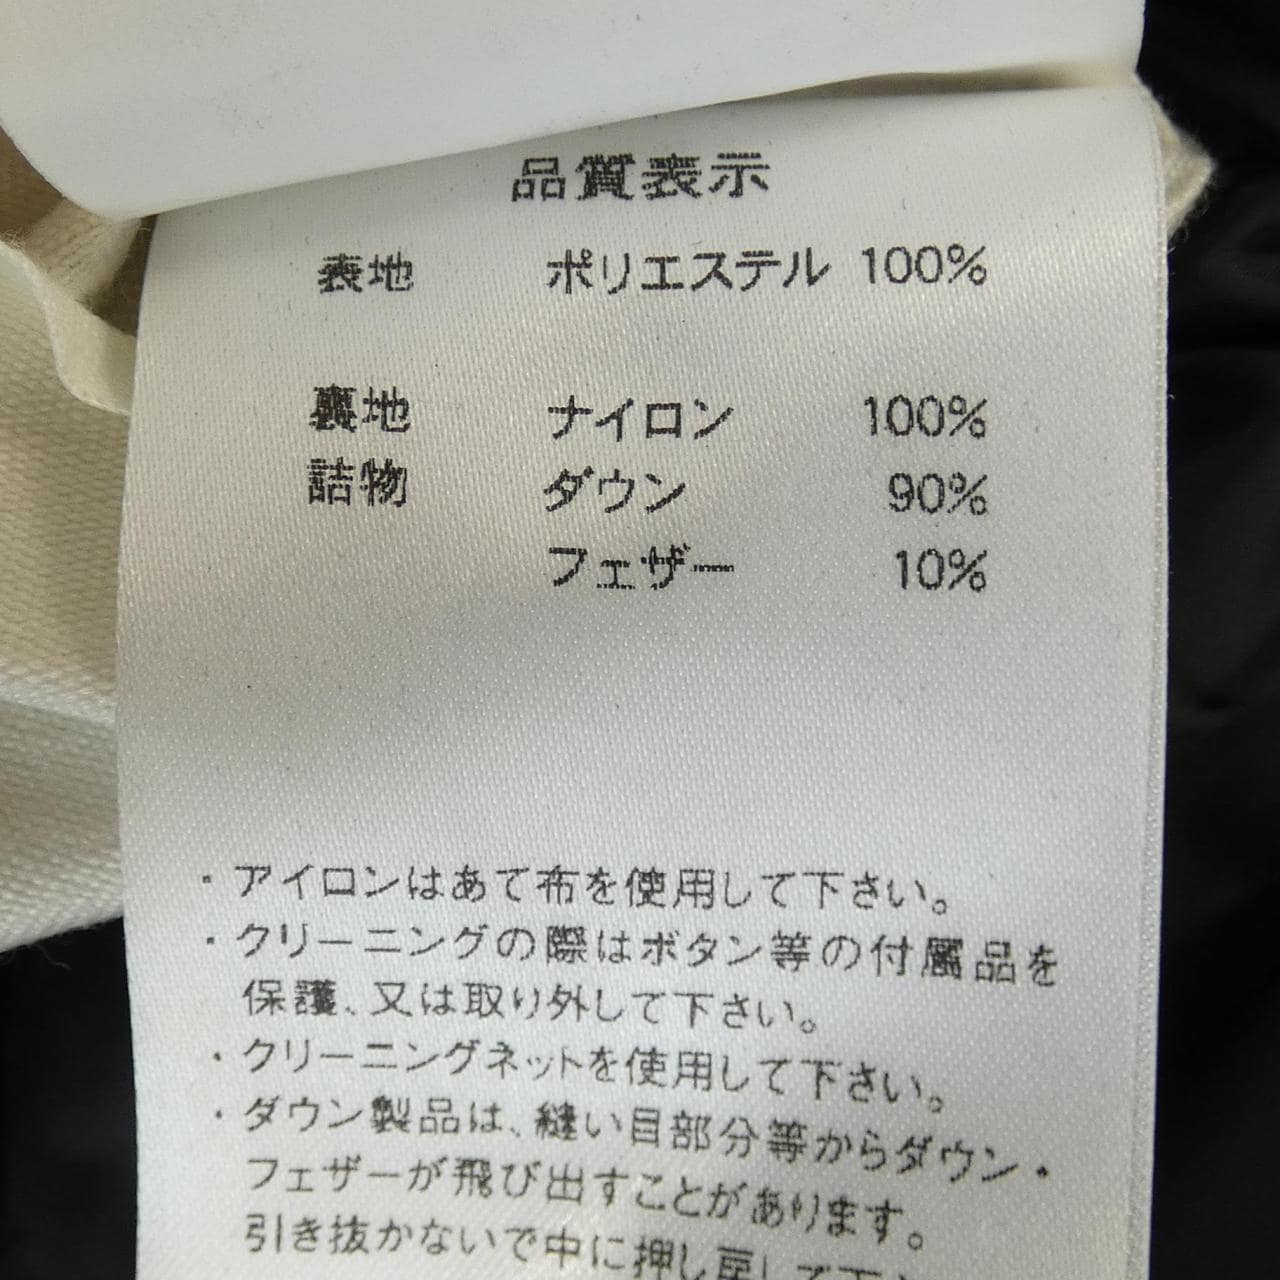 品質表示
表地 ポリエステル 100%
裏地 ナイロン 100%
詰物 ダウン 90%
フェザー 10%
・アイロンはあて布を使用して下さい。
・クリーニングの際はボタン等の付属品を
保護、又は取り外して下さい。
・クリーニングネットを使用して下さい。
・ダウン製品は、縫い目部分等からダウン・
フェザーが飛び出すことがあります。
引き抜かないで中に押し戻して下